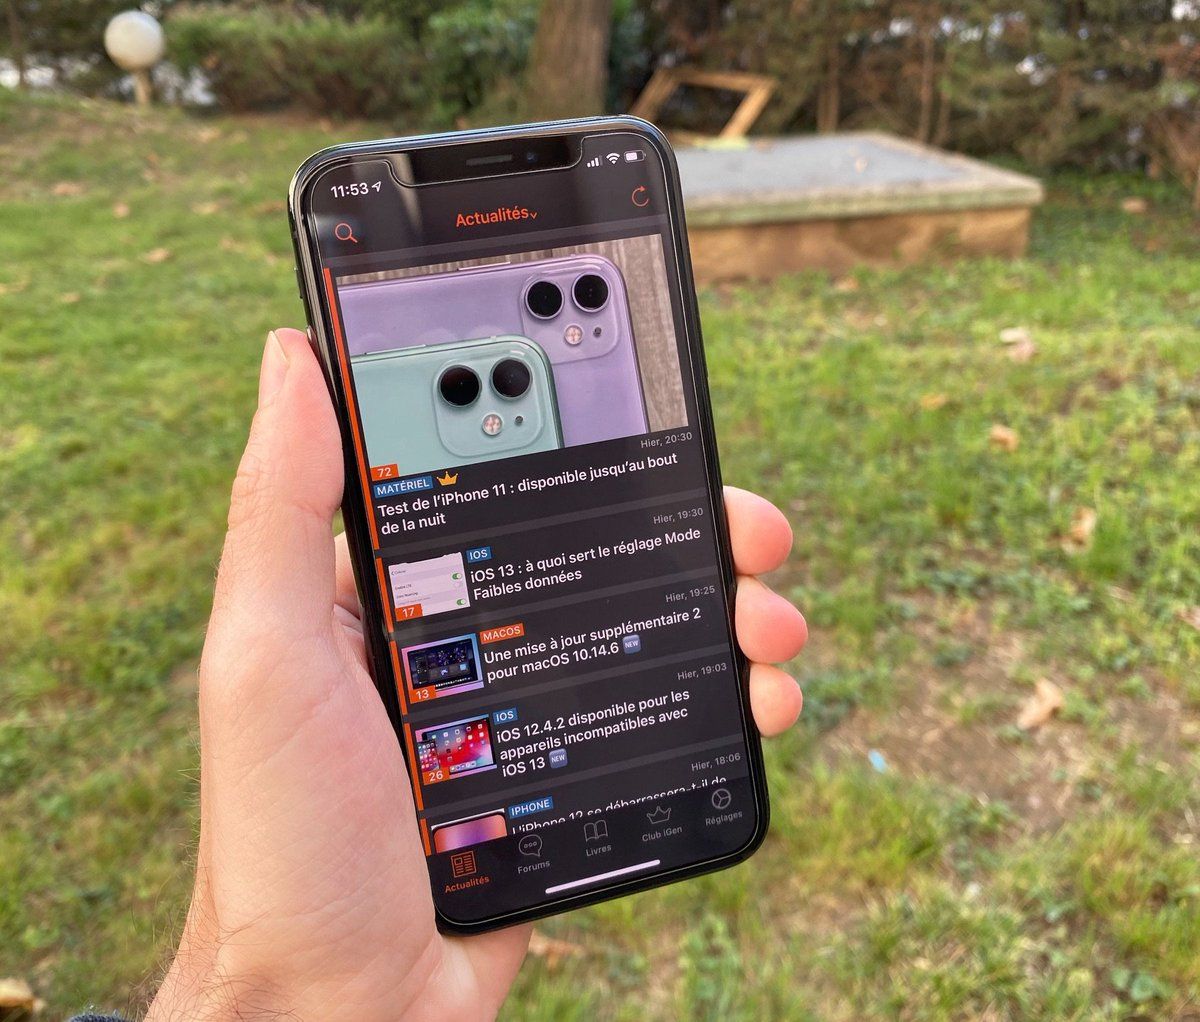 11:53
Actualités
72
Hier, 20:30
MATÉRIEL
Test de l'iPhone 11 : disponible jusqu'au bout
de la nuit
Hier, 19:30
IOS
iOS 13 : à quoi sert le réglage Mode
Faibles données
17
Hier, 19:25
MACOS
Une mise à jour supplémentaire 2
pour macOS 10.14.6 NEW
13
Hier, 19:03
IOS
iOS 12.4.2 disponible pour les
appareils incompatibles avec
iOS 13 NEW
26
Hier, 18:06
IPHONE
L'iPhone 12 se débarrassera-t-il de
Actualités
Forums
Livres
Club iGen
Réglages